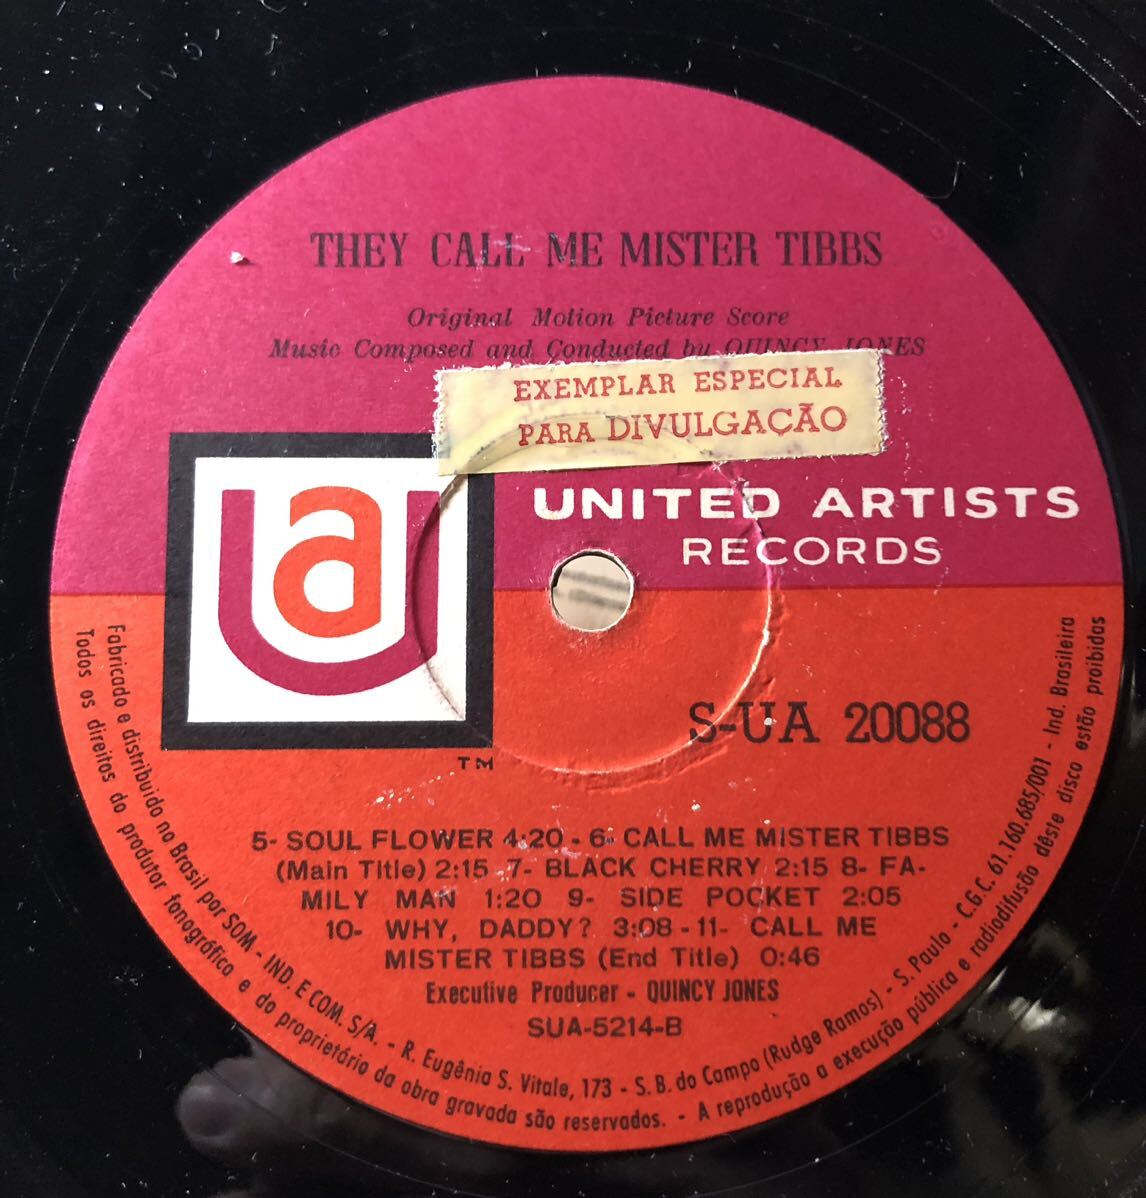 THEY CALL ME MISTER TIBBS
Original Motion Picture Score
Music Composed and Conducted by QUINCY JONES
EXEMPLAR ESPECIAL
PARA DIVULGAÇÃO
ua
TM
UNITED ARTISTS
RECORDS
S-UA 20088
5- SOUL FLOWER 4:20 - 6- CALL ME MISTER TIBBS
(Main Title) 2:15 - 7- BLACK CHERRY 2:15 8- FA-
MILY MAN 1:20 9- SIDE POCKET 2:05
10- WHY, DADDY? 3:08 - 11- CALL ME
MISTER TIBBS (End Title) 0:46
Executive Producer - QUINCY JONES
SUA-5214-B
Fabricado e distribuido no Brasil por SOM - IND. E COM. S/A. - R. Eugênia S. Vitale, 173 - S. B. do Campo (Rudge Ramos) - S. Paulo - C.G.C. 61.160.685/001 - Ind. Brasileira
Todos os direitos do produtor fonográfico e do proprietário da obra gravada são reservados. - A reprodução a execução pública e radiodifusão dêste disco estão proibidas